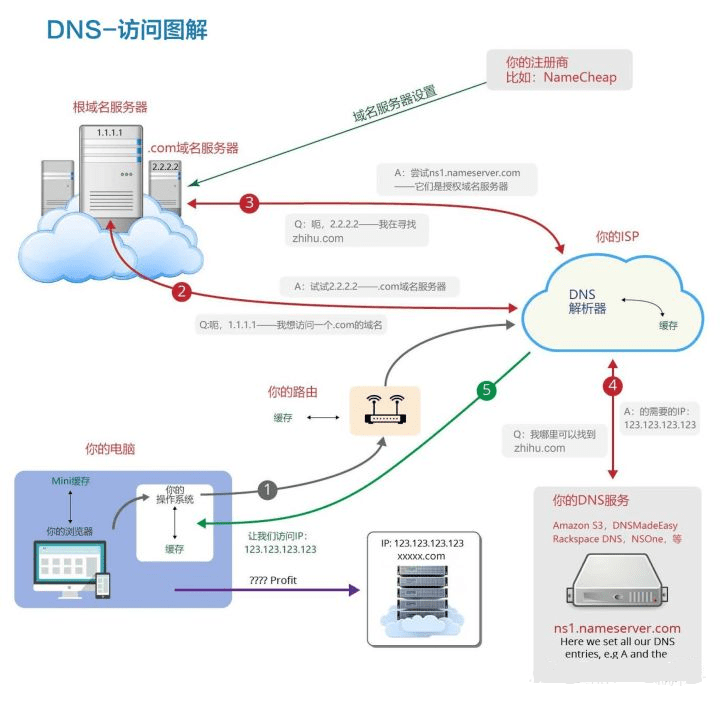 DNS-访问图解
你的注册商
比如：NameCheap
域名服务器设置
根域名服务器
1.1.1.1
.com域名服务器
2.2.2.2
A：尝试ns1.nameserver.com
——它们是授权域名服务器
3
Q：呃，2.2.2.2——我在寻找
zhihu.com
你的ISP
DNS
解析器
缓存
2
A：试试2.2.2.2——.com域名服务器
Q:呃，1.1.1.1——我想访问一个.com的域名
你的路由
缓存
5
4
A：的需要的IP：
123.123.123.123
Q：我哪里可以找到
zhihu.com
你的电脑
Mini缓存
你的浏览器
你的
操作系统
缓存
1
让我们访问IP：
123.123.123.123
???? Profit
IP: 123.123.123.123
xxxxx.com
你的DNS服务
Amazon S3，DNSMadeEasy
Rackspace DNS，NSOne，等
ns1.nameserver.com
Here we set all our DNS
entries, e.g A and the